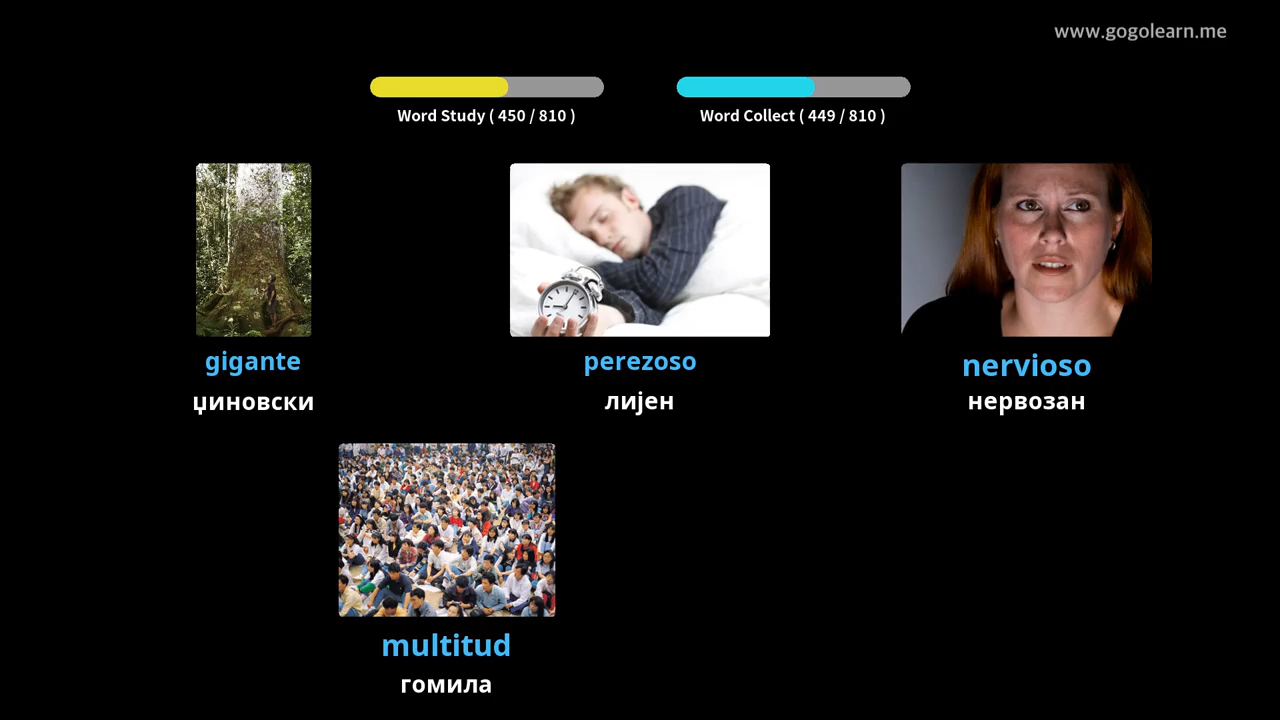 www.gogolearn.me
Word Study ( 450 / 810 )
Word Collect ( 449 / 810 )
gigante
џиновски
perezoso
лијен
nervioso
нервозан
multitud
гомила